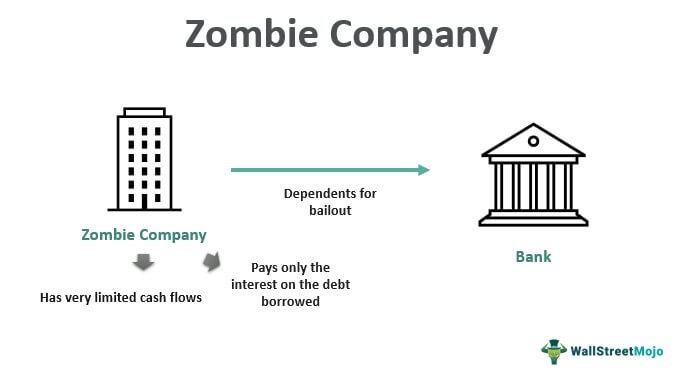 Zombie Company
Dependents for
bailout
Zombie Company
Bank
Pays only the
interest on the debt
borrowed
Has very limited cash flows
WallStreetMojo